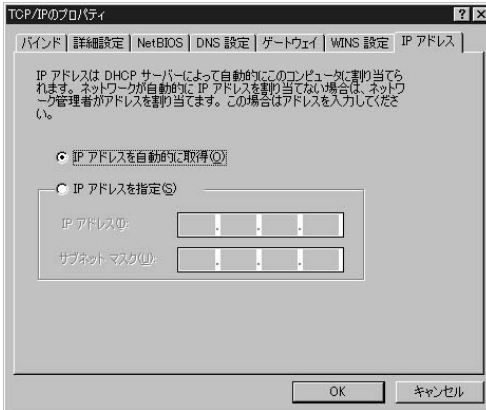 TCP/IPのプロパティ
バインド 詳細設定 NetBIOS DNS 設定 ゲートウェイ WINS 設定 IP アドレス
IP アドレスは DHCP サーバーによって自動的にこのコンピュータに割り当てら
れます。ネットワークが自動的に IP アドレスを割り当てない場合は、ネットワ
ーク管理者がアドレスを割り当てます。この場合はアドレスを入力してくださ
い。
IP アドレスを自動的に取得(O)
IP アドレスを指定(S)
IP アドレス(I):
サブネット マスク(U):
OK キャンセル